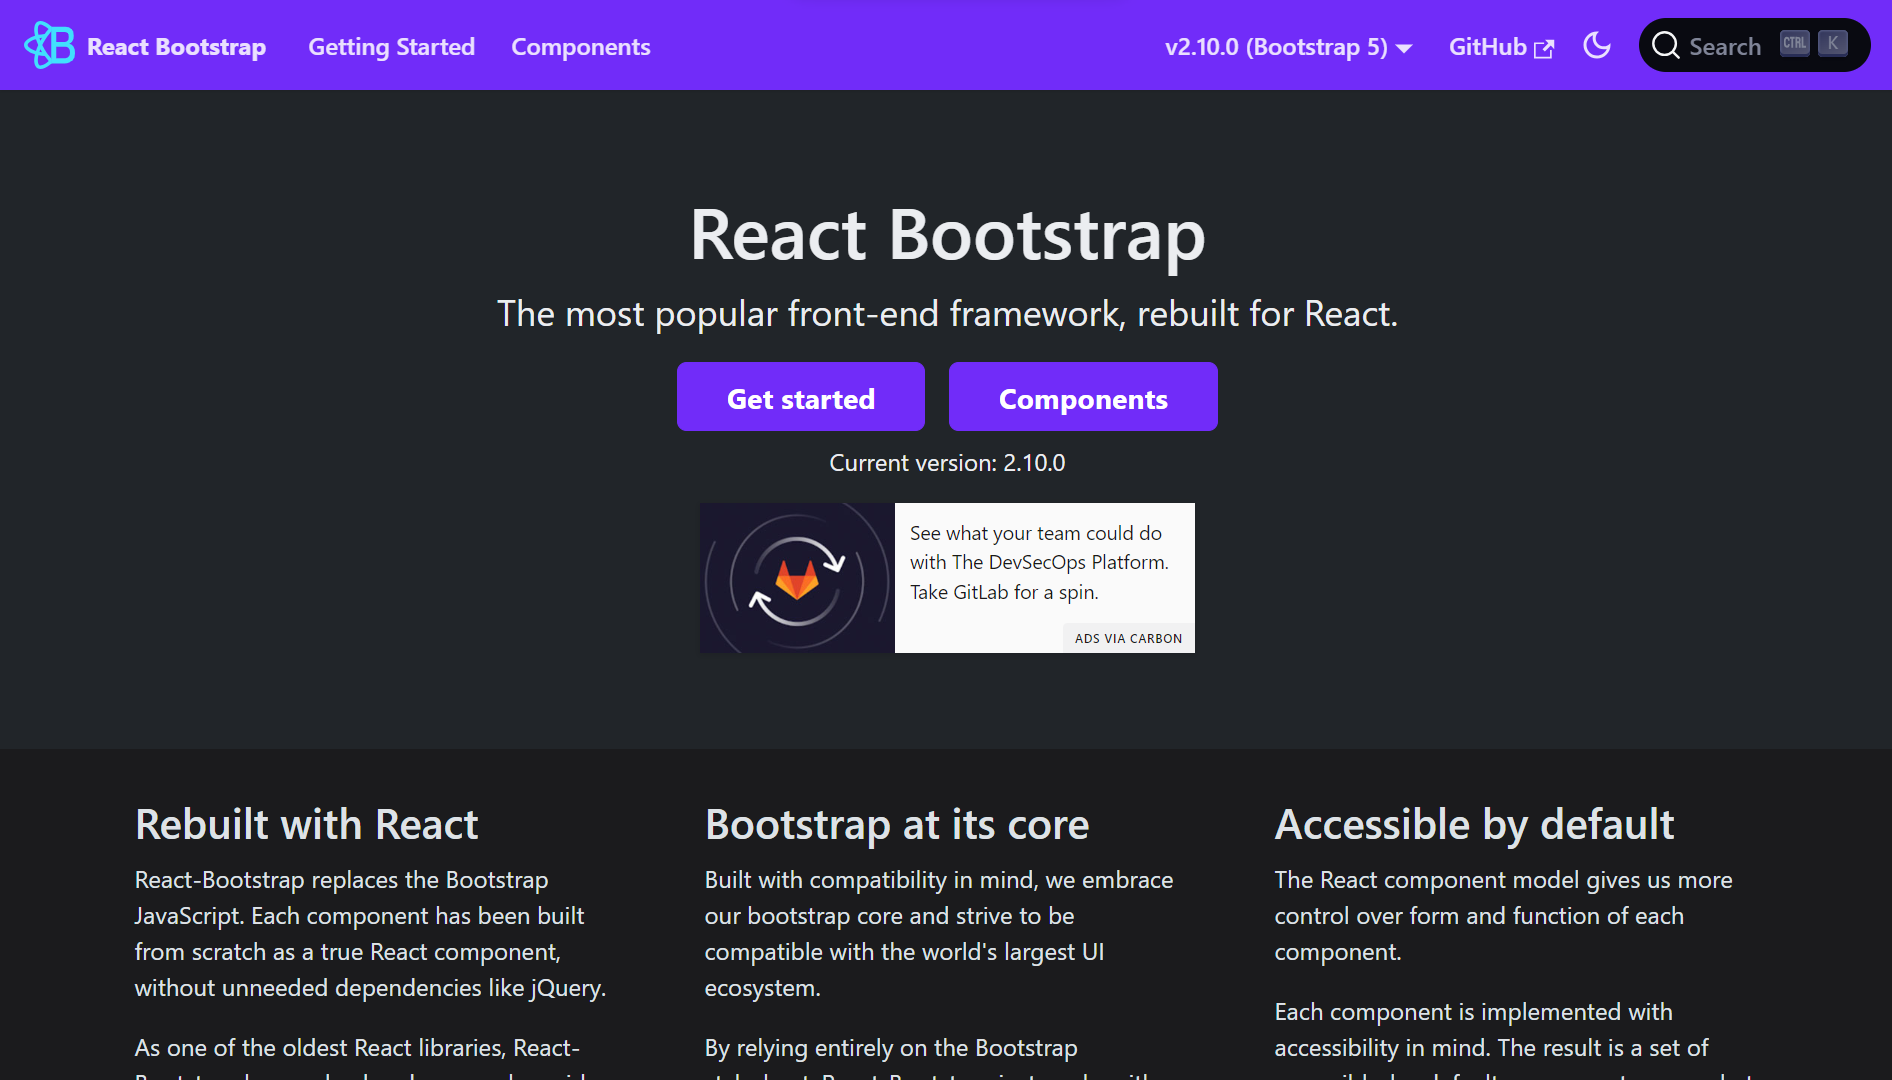 React Bootstrap
Getting Started
Components
v2.10.0 (Bootstrap 5)
GitHub
Search
CTRL
K
React Bootstrap
The most popular front-end framework, rebuilt for React.
Get started
Components
Current version: 2.10.0
See what your team could do
with The DevSecOps Platform.
Take GitLab for a spin.
ADS VIA CARBON
Rebuilt with React
React-Bootstrap replaces the Bootstrap
JavaScript. Each component has been built
from scratch as a true React component,
without unneeded dependencies like jQuery.
As one of the oldest React libraries, React-
Bootstrap at its core
Built with compatibility in mind, we embrace
our bootstrap core and strive to be
compatible with the world's largest UI
ecosystem.
By relying entirely on the Bootstrap
Accessible by default
The React component model gives us more
control over form and function of each
component.
Each component is implemented with
accessibility in mind. The result is a set of